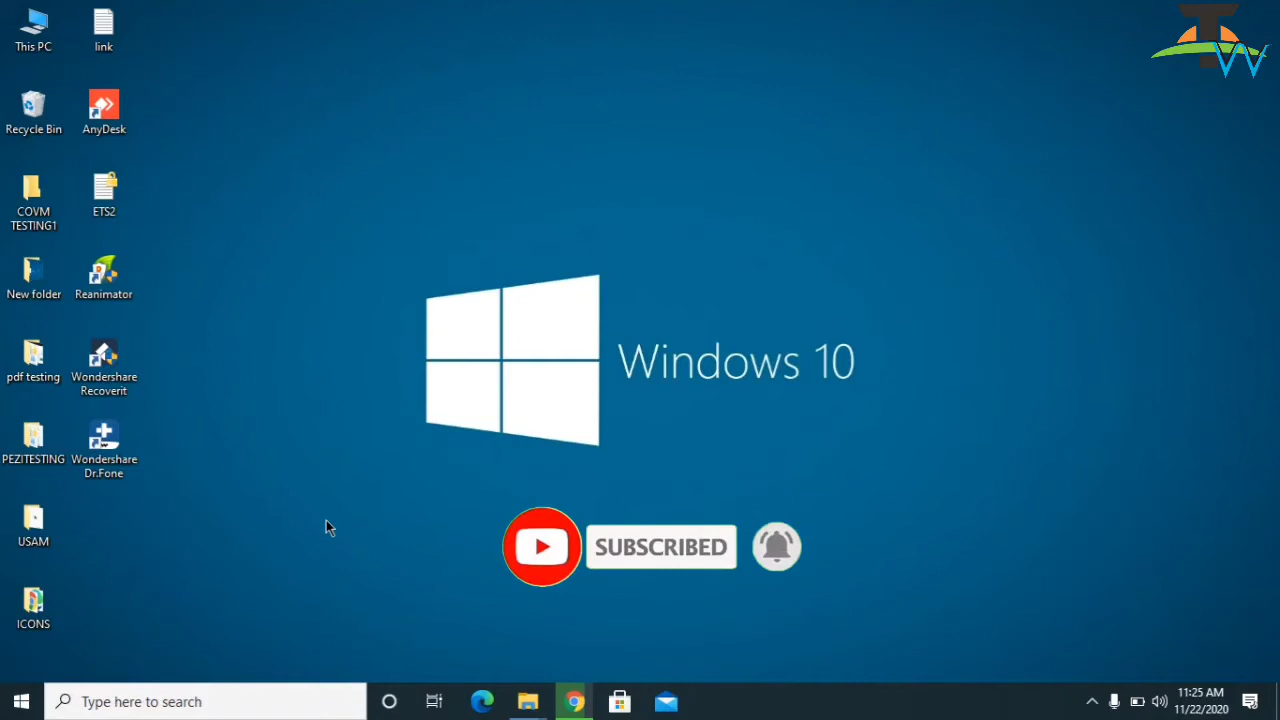 This PC
link
Recycle Bin
AnyDesk
COVM
TESTING1
ETS2
New folder
Reanimator
pdf testing
Wondershare
Recoverit
PEZITESTING
Wondershare
Dr.Fone
USAM
ICONS
Windows 10
SUBSCRIBED
TW
Type here to search
11:25 AM
11/22/2020